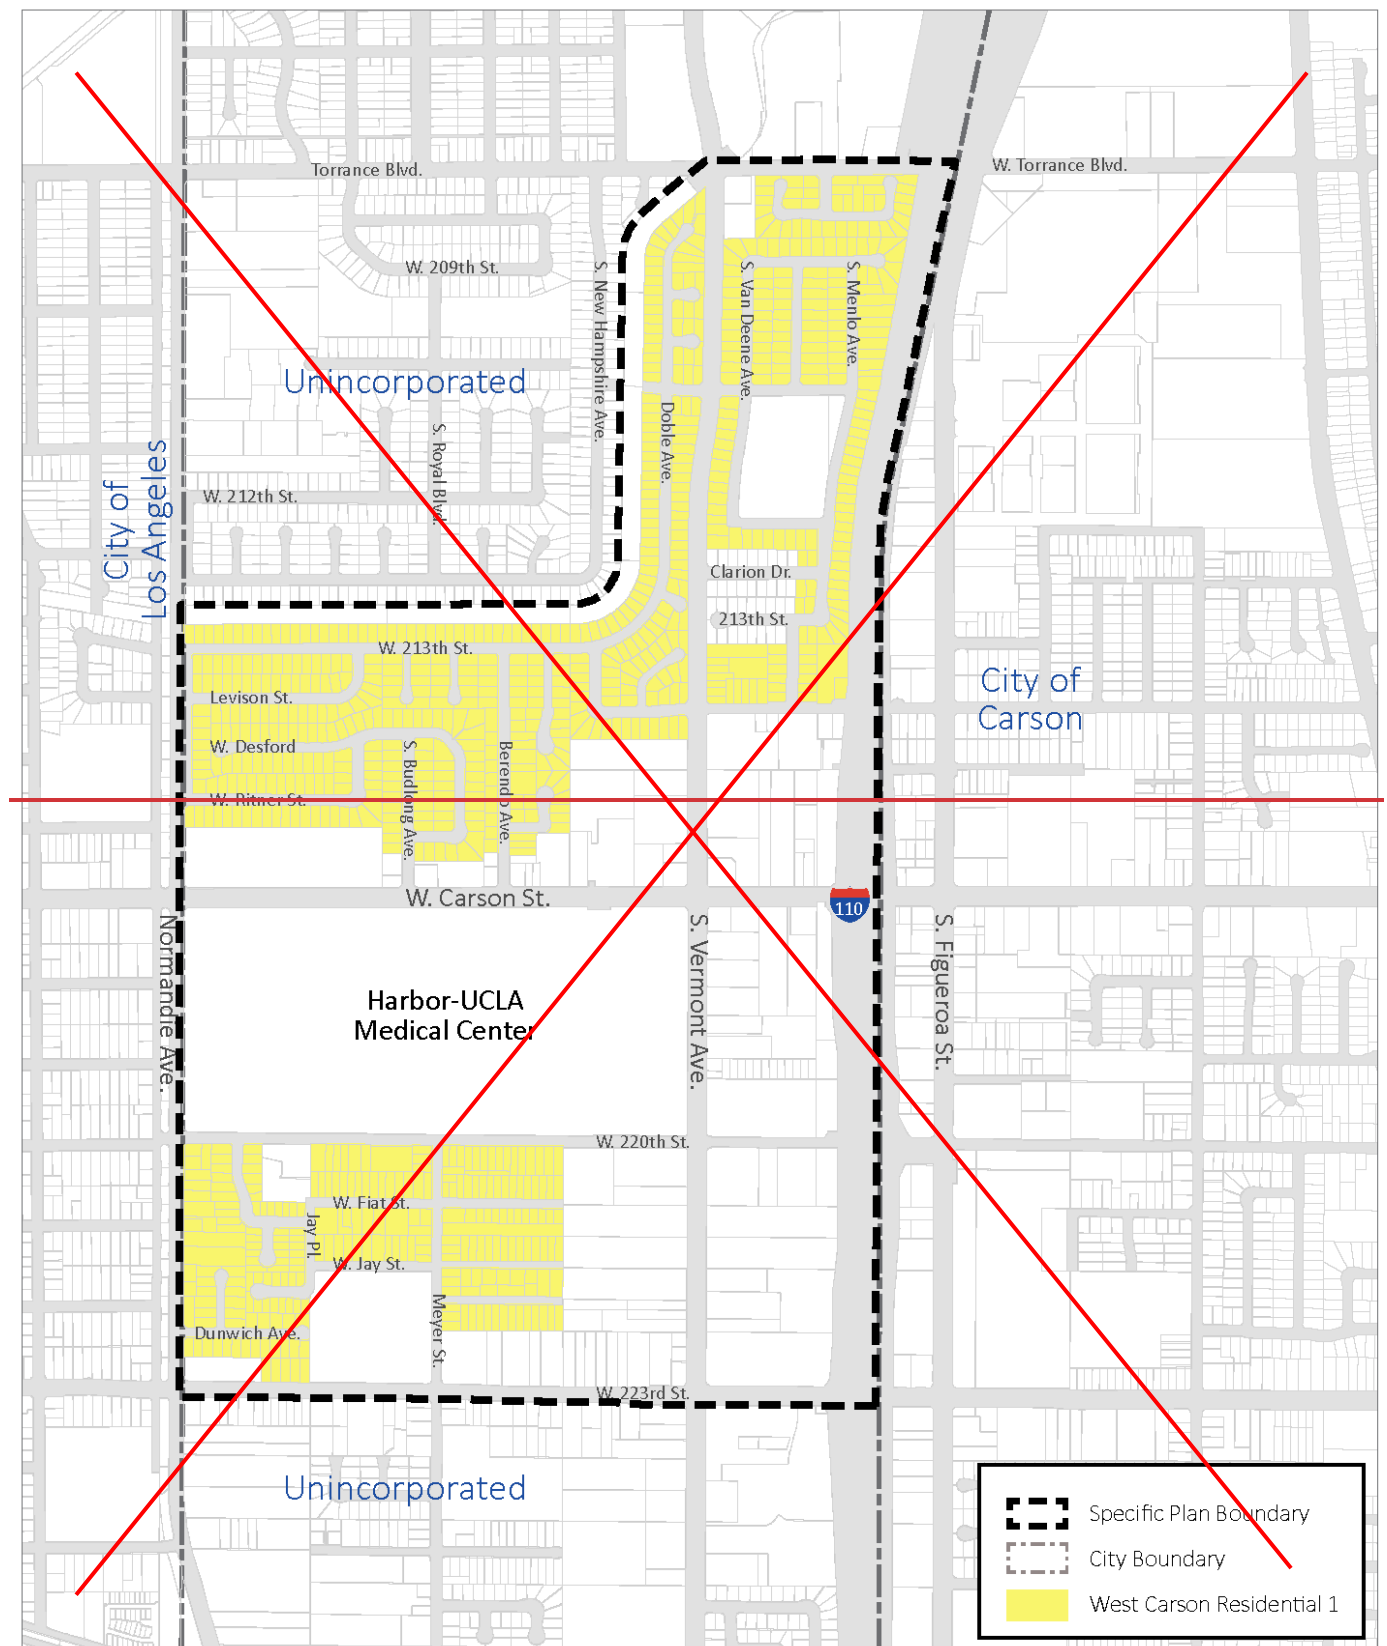 Torrance Blvd.
W. Torrance Blvd.
W. 209th St.
S. New Hampshire Ave.
S. Van Deene Ave.
S. Menlo Ave.
Unincorporated
Doble Ave.
S. Royal Blvd.
City of
Los Angeles
W. 212th St.
Clarion Dr.
213th St.
W. 213th St.
City of
Carson
Levison St.
W. Desford
S. Budlong Ave.
Berendo Ave.
W. Ritner St.
W. Carson St.
110
Normandie Ave.
S. Vermont Ave.
S. Figueroa St.
Harbor-UCLA
Medical Center
W. 220th St.
W. Fiat St.
Jay Pl.
W. Jay St.
Meyer St.
Dunwich Ave.
W. 223rd St.
Unincorporated
Specific Plan Boundary
City Boundary
West Carson Residential 1